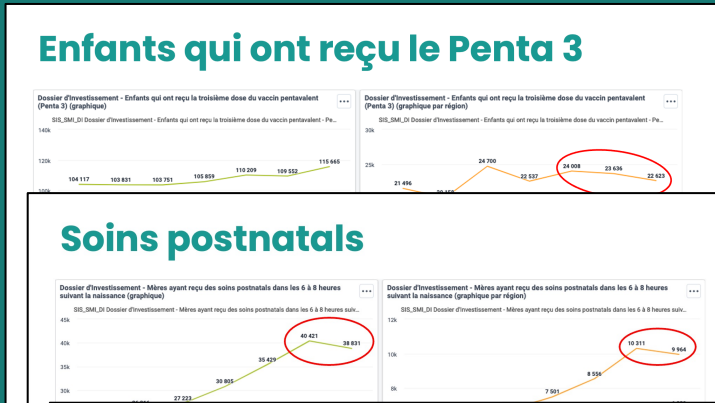 Enfants qui ont reçu le Penta 3
Dossier d'Investissement - Enfants qui ont reçu la troisième dose du vaccin pentavalent
(Penta 3) (graphique)
SIS_SMI_DI Dossier d'Investissement - Enfants qui ont reçu la troisième dose du vaccin pentavalent - Pe...
140k
120k
100k
104 117
103 831
103 751
105 859
110 209
109 552
115 665
Dossier d'Investissement - Enfants qui ont reçu la troisième dose du vaccin pentavalent
(Penta 3) (graphique par région)
SIS_SMI_DI Dossier d'Investissement - Enfants qui ont reçu la troisième dose du vaccin pentavalent - Pe...
30k
25k
21 496
24 700
22 537
24 008
23 636
22 623
Soins postnatals
Dossier d'Investissement - Mères ayant reçu des soins postnatals dans les 6 à 8 heures
suivant la naissance (graphique)
SIS_SMI_DI Dossier d'Investissement - Mères ayant reçu des soins postnatals dans les 6 à 8 heures suiv...
45k
40k
35k
30k
27 223
30 805
35 429
40 421
38 831
Dossier d'Investissement - Mères ayant reçu des soins postnatals dans les 6 à 8 heures
suivant la naissance (graphique par région)
SIS_SMI_DI Dossier d'Investissement - Mères ayant reçu des soins postnatals dans les 6 à 8 heures suiv...
12k
10k
8k
7 501
8 556
10 311
9 964